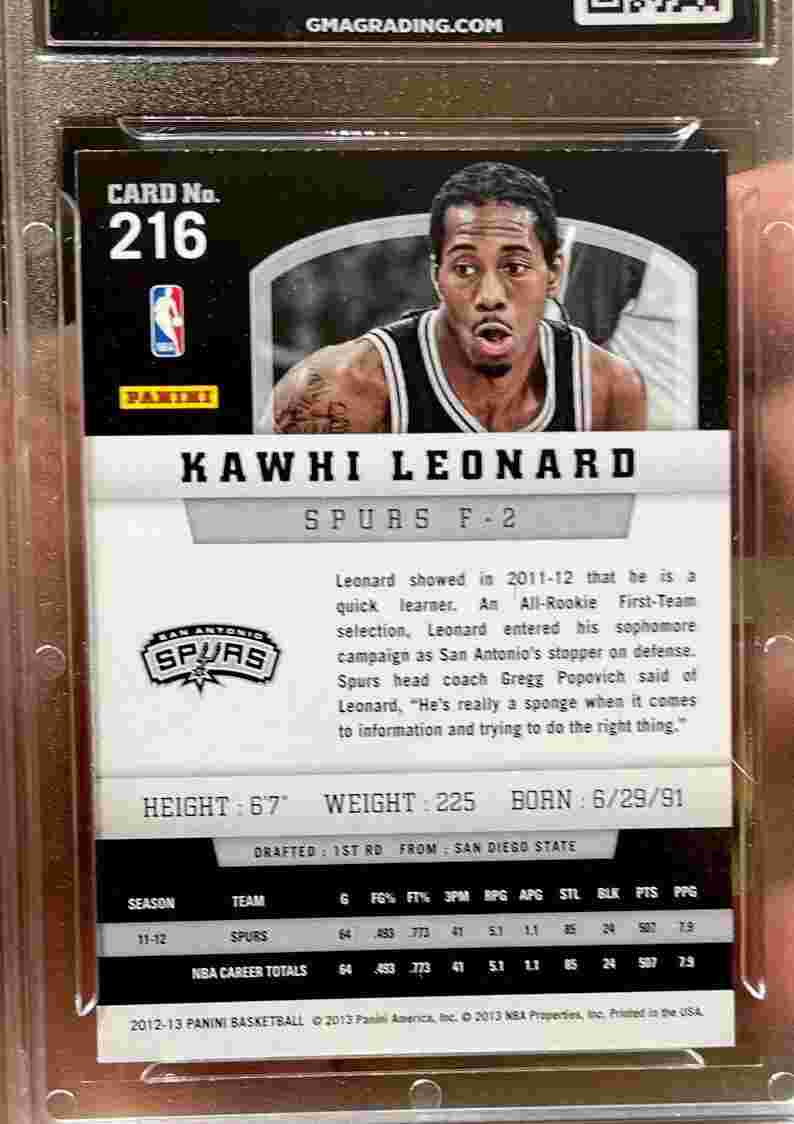 GMAGRADING.COM
CARD No.
216
NBA
PANINI
KAWHI LEONARD
SPURS F-2
Leonard showed in 2011-12 that he is a
quick learner. An All-Rookie First-Team
selection, Leonard entered his sophomore
campaign as San Antonio's stopper on defense.
Spurs head coach Gregg Popovich said of
Leonard, "He's really a sponge when it comes
to information and trying to do the right thing."
SAN ANTONIO
SPURS
HEIGHT : 6'7" WEIGHT : 225 BORN : 6/29/91
DRAFTED : 1ST RD FROM : SAN DIEGO STATE
SEASON TEAM G FG% FT% 3PM RPG APG STL BLK PTS PPG
11-12 SPURS 64 .493 .773 41 5.1 1.1 85 24 507 7.9
NBA CAREER TOTALS 64 .493 .773 41 5.1 1.1 85 24 507 7.9
2012-13 PANINI BASKETBALL © 2013 Panini America, Inc. © 2013 NBA Properties, Inc. Printed in the USA.